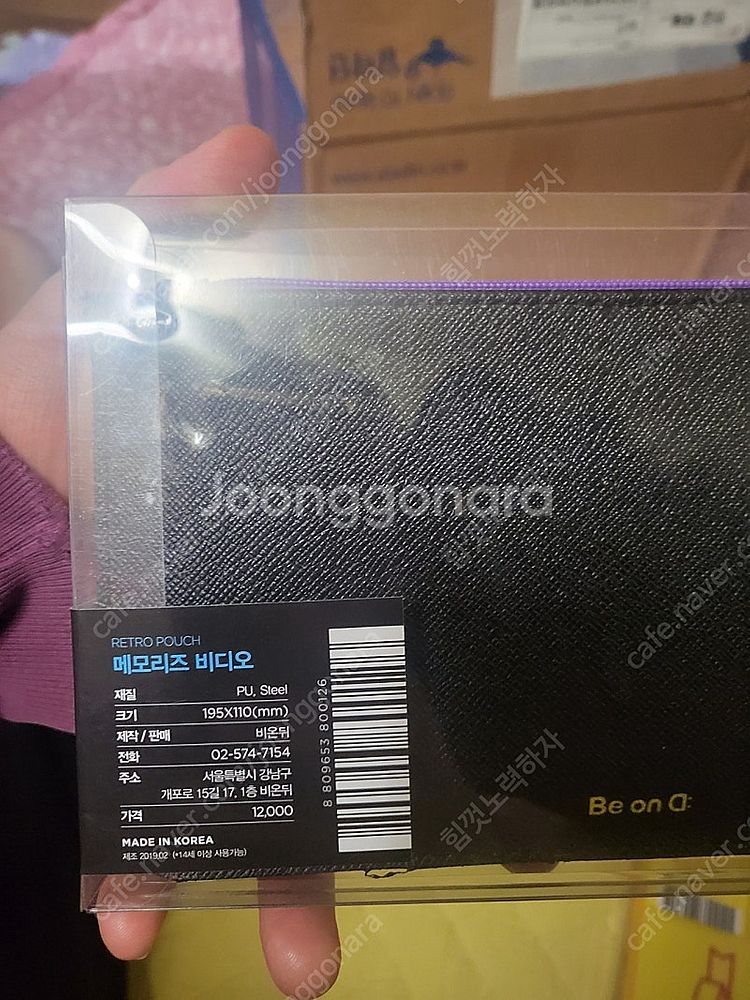 Joonggonara
RETRO POUCH
메모리즈 비디오
재질 PU, Steel
크기 195X110(mm)
제작 / 판매 비온뒤
전화 02-574-7154
주소 서울특별시 강남구
개포로 15길 17, 1층 비온뒤
가격 12,000
MADE IN KOREA
제조 2019.02 (*14세 이상 사용가능)
8 809653 800126
Be on D:
cafe.naver.com/joonggonara
힘껏노력하자